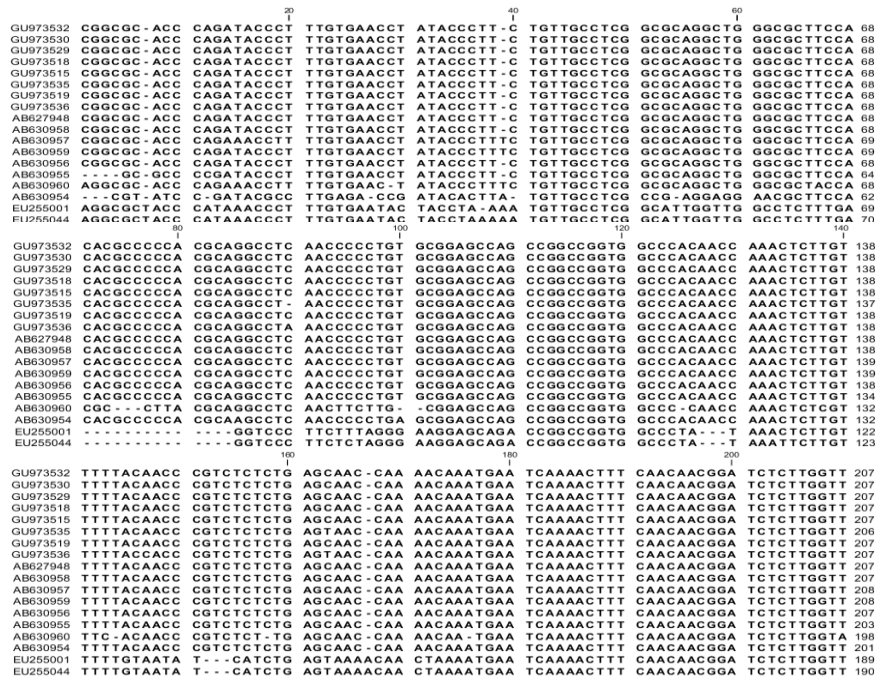 20 40 60
GU973532 CGGCGC-ACC CAGATACCCT TTGTGAACCT ATACCCTT-C TGTTGCCTCG GCGCAGGCTG GGCGCTTCCA 68
GU973530 CGGCGC-ACC CAGATACCCT TTGTGAACCT ATACCCTT-C TGTTGCCTCG GCGCAGGCTG GGCGCTTCCA 68
GU973529 CGGCGC-ACC CAGATACCCT TTGTGAACCT ATACCCTT-C TGTTGCCTCG GCGCAGGCTG GGCGCTTCCA 68
GU973518 CGGCGC-ACC CAGATACCCT TTGTGAACCT ATACCCTT-C TGTTGCCTCG GCGCAGGCTG GGCGCTTCCA 68
GU973515 CGGCGC-ACC CAGATACCCT TTGTGAACCT ATACCCTT-C TGTTGCCTCG GCGCAGGCTG GGCGCTTCCA 68
GU973535 CGGCGC-ACC CAGATACCCT TTGTGAACCT ATACCCTT-C TGTTGCCTCG GCGCAGGCTG GGCGCTTCCA 68
GU973519 CGGCGC-ACC CAGATACCCT TTGTGAACCT ATACCCTT-C TGTTGCCTCG GCGCAGGCTG GGCGCTTCCA 68
GU973536 CGGCGC-ACC CAGATACCCT TTGTGAACCT ATACCCTT-C TGTTGCCTCG GCGCAGGCTG GGCGCTTCCA 68
AB627948 CGGCGC-ACC CAGATACCCT TTGTGAACCT ATACCCTT-C TGTTGCCTCG GCGCAGGCTG GGCGCTTCCA 68
AB630958 CGGCGC-ACC CAGATACCCT TTGTGAACCT ATACCCTT-C TGTTGCCTCG GCGCAGGCTG GGCGCTTCCA 68
AB630957 CGGCGC-ACC CAGAAACCTT TTGTGAACCT ATACCCTTTC TGTTGCCTCG GCGCAGGCTG GGCGCTTCCA 69
AB630959 CGGCGC-ACC CAGATACCCT TTGTGAACCT ATACCCTTTC TGTTGCCTCG GCGCAGGCTG GGCGCTTCCA 69
AB630956 CGGCGC-ACC CAGATACCCT TTGTGAACCT ATACCCTT-C TGTTGCCTCG GCGCAGGCTG GGCGCTTCCA 68
AB630955 ----GC-GCC CCGATACCCT TTGTGAACCT ATACCCTT-C TGTTGCCTCG GCGCAGGCTG GGCGCTTCCA 64
AB630960 AGGCGC-ACC CAGAAACCTT TTGTGAAC-T ATACCCTTTC TGTTGCCTCG GCGCAGGCTG GGCGCTACCA 68
AB630954 ---CGT-ATC C-GATACGCC TTGAGA-CCG ATACACTTA- TGTTGCCTCG CCG-AGGAGG AACGCTTCCA 62
EU255001 AGGCGCTACC CATAAACCCT TTGTGAATAC TACCTA-AAA TGTTGCCTCG GCATTGGTTG GCCTCTTTGA 69
EU255044 AGGCGCTACC CATAAACCCT TTGTGAATAC TACCTAAAAA TGTTGCCTCG GCATTGGTTG GCCTCTTTGA 70
80 100 120 140
GU973532 CACGCCCCCA CGCAGGCCTC AACCCCCTGT GCGGAGCCAG CCGGCCGGTG GCCCACAACC AAACTCTTGT 138
GU973530 CACGCCCCCA CGCAGGCCTC AACCCCCTGT GCGGAGCCAG CCGGCCGGTG GCCCACAACC AAACTCTTGT 138
GU973529 CACGCCCCCA CGCAGGCCTC AACCCCCTGT GCGGAGCCAG CCGGCCGGTG GCCCACAACC AAACTCTTGT 138
GU973518 CACGCCCCCA CGCAGGCCTC AACCCCCTGT GCGGAGCCAG CCGGCCGGTG GCCCACAACC AAACTCTTGT 138
GU973515 CACGCCCCCA CGCAGGCCTC AACCCCCTGT GCGGAGCCAG CCGGCCGGTG GCCCACAACC AAACTCTTGT 138
GU973535 CACGCCCCCA CGCAGGCCT- AACCCCCTGT GCGGAGCCAG CCGGCCGGTG GCCCACAACC AAACTCTTGT 137
GU973519 CACGCCCCCA CGCAGGCCTC AACCCCCTGT GCGGAGCCAG CCGGCCGGTG GCCCACAACC AAACTCTTGT 138
GU973536 CACGCCCCCA CGCAGGCCTA AACCCCCTGT GCGGAGCCAG CCGGCCGGTG GCCCACAACC AAACTCTTGT 138
AB627948 CACGCCCCCA CGCAGGCCTC AACCCCCTGT GCGGAGCCAG CCGGCCGGTG GCCCACAACC AAACTCTTGT 138
AB630958 CACGCCCCCA CGCAGGCCTC AACCCCCTGT GCGGAGCCAG CCGGCCGGTG GCCCACAACC AAACTCTTGT 138
AB630957 CACGCCCCCA CGCAGGCCTC AACCCCCTGT GCGGAGCCAG CCGGCCGGTG GCCCACAACC AAACTCTTGT 139
AB630959 CACGCCCCCA CGCAGGCCTC AACCCCCTGT GCGGAGCCAG CCGGCCGGTG GCCCACAACC AAACTCTTGT 139
AB630956 CACGCCCCCA CGCAGGCCTC AACCCCCTGT GCGGAGCCAG CCGGCCGGTG GCCCACAACC AAACTCTTGT 138
AB630955 CACGCCCCCA CGCAGGCCTC AACCCCCTGT GCGGAGCCAG CCGGCCGGTG GCCCACAACC AAACTCTTGT 134
AB630960 CGC---CTTA CGCAGGCCTC AACTTCTTG- -CGGAGCCAG CCGGCCGGTG GCCC-CAACC AAACTCTCGT 132
AB630954 CACGCCCCCA CGCAAGCCTC AACCCCCTGA GCGGAGCCAG CCGGCCGGTG GCCCACAACC AAACTCTTGT 132
EU255001 ---------- ----GGTCCC TTCTTTAGGG AAGGAGCAGA CCGGCCGGTG GCCCTA---T AAACTCTTGT 122
EU255044 ---------- ----GGTCCC TTCTCTAGGG AAGGAGCAGA CCGGCCGGTG GCCCTA---T AAATTCTTGT 123
160 180 200
GU973532 TTTTACAACC CGTCTCTCTG AGCAAC-CAA AACAAATGAA TCAAAACTTT CAACAACGGA TCTCTTGGTT 207
GU973530 TTTTACAACC CGTCTCTCTG AGCAAC-CAA AACAAATGAA TCAAAACTTT CAACAACGGA TCTCTTGGTT 207
GU973529 TTTTACAACC CGTCTCTCTG AGCAAC-CAA AACAAATGAA TCAAAACTTT CAACAACGGA TCTCTTGGTT 207
GU973518 TTTTACAACC CGTCTCTCTG AGCAAC-CAA AACAAATGAA TCAAAACTTT CAACAACGGA TCTCTTGGTT 207
GU973515 TTTTACAACC CGTCTCTCTG AGCAAC-CAA AACAAATGAA TCAAAACTTT CAACAACGGA TCTCTTGGTT 207
GU973535 TTTTACAACC CGTCTCTCTG AGTAAC-CAA AACAAATGAA TCAAAACTTT CAACAACGGA TCTCTTGGTT 206
GU973519 TTTTACAACC CGTCTCTCTG AGCAAC-CAA AACAAATGAA TCAAAACTTT CAACAACGGA TCTCTTGGTT 207
GU973536 TTTTACCACC CGTCTCTCTG AGTAAC-CAA AACAAATGAA TCAAAACTTT CAACAACGGA TCTCTTGGTT 207
AB627948 TTTTACAACC CGTCTCTCTG AGCAAC-CAA AACAAATGAA TCAAAACTTT CAACAACGGA TCTCTTGGTT 207
AB630958 TTTTACAACC CGTCTCTCTG AGCAAC-CAA AACAAATGAA TCAAAACTTT CAACAACGGA TCTCTTGGTT 207
AB630957 TTTTACAACC CGTCTCTCTG AGCAAC-CAA AACAAATGAA TCAAAACTTT CAACAACGGA TCTCTTGGTT 208
AB630959 TTTTACAACC CGTCTCTCTG AGCAAC-CAA AACAAATGAA TCAAAACTTT CAACAACGGA TCTCTTGGTT 208
AB630956 TTTTACAACC CGTCTCTCTG AGCAAC-CAA AACAAATGAA TCAAAACTTT CAACAACGGA TCTCTTGGTT 207
AB630955 TTTTACAACC CGTCTCTCTG AGCAAC-CAA AACAAATGAA TCAAAACTTT CAACAACGGA TCTCTTGGTT 203
AB630960 TTC-ACAACC CGTCTCT-TG AGCAAC-CAA AACAA-TGAA TCAAAACTTT CAACAACGGA TCTCTTGGTA 198
AB630954 TTTTACAACC CGTCTCTCTG AGCAAC-CAA AACAAATGAA TCAAAACTTT CAACAACGGA TCTCTTGGTT 201
EU255001 TTTTGTAATA T---CATCTG AGTAAAACAA CTAAAATGAA TCAAAACTTT CAACAACGGA TCTCTTGGTT 189
EU255044 TTTTGTAATA T---CATCTG AGTAAAACAA CTAAAATGAA TCAAAACTTT CAACAACGGA TCTCTTGGTT 190